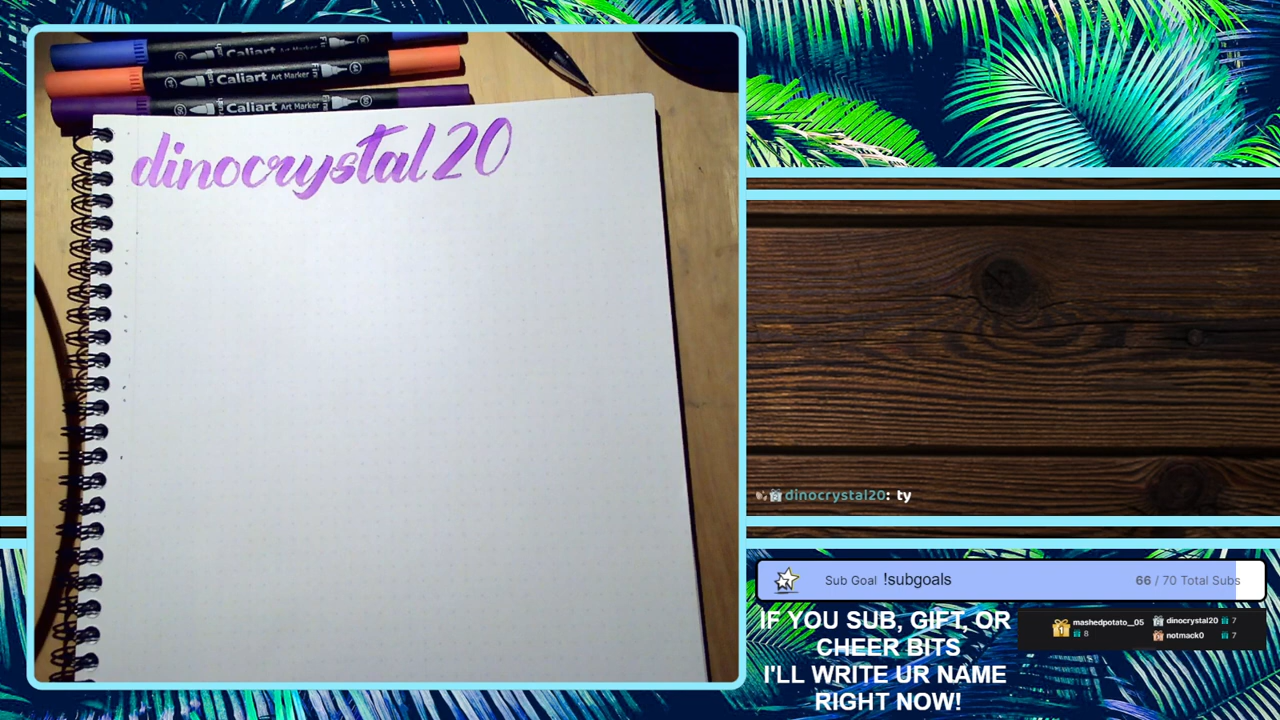 Caliart Art Marker
Caliart Art Marker
Caliart Art Marker
dinocrystal20
dinocrystal20: ty
Sub Goal !subgoals
66 / 70 Total Subs
IF YOU SUB, GIFT, OR
CHEER BITS
I'LL WRITE UR NAME
RIGHT NOW!
mashedpotato_05
8
dinocrystal20 7
notmack0 7